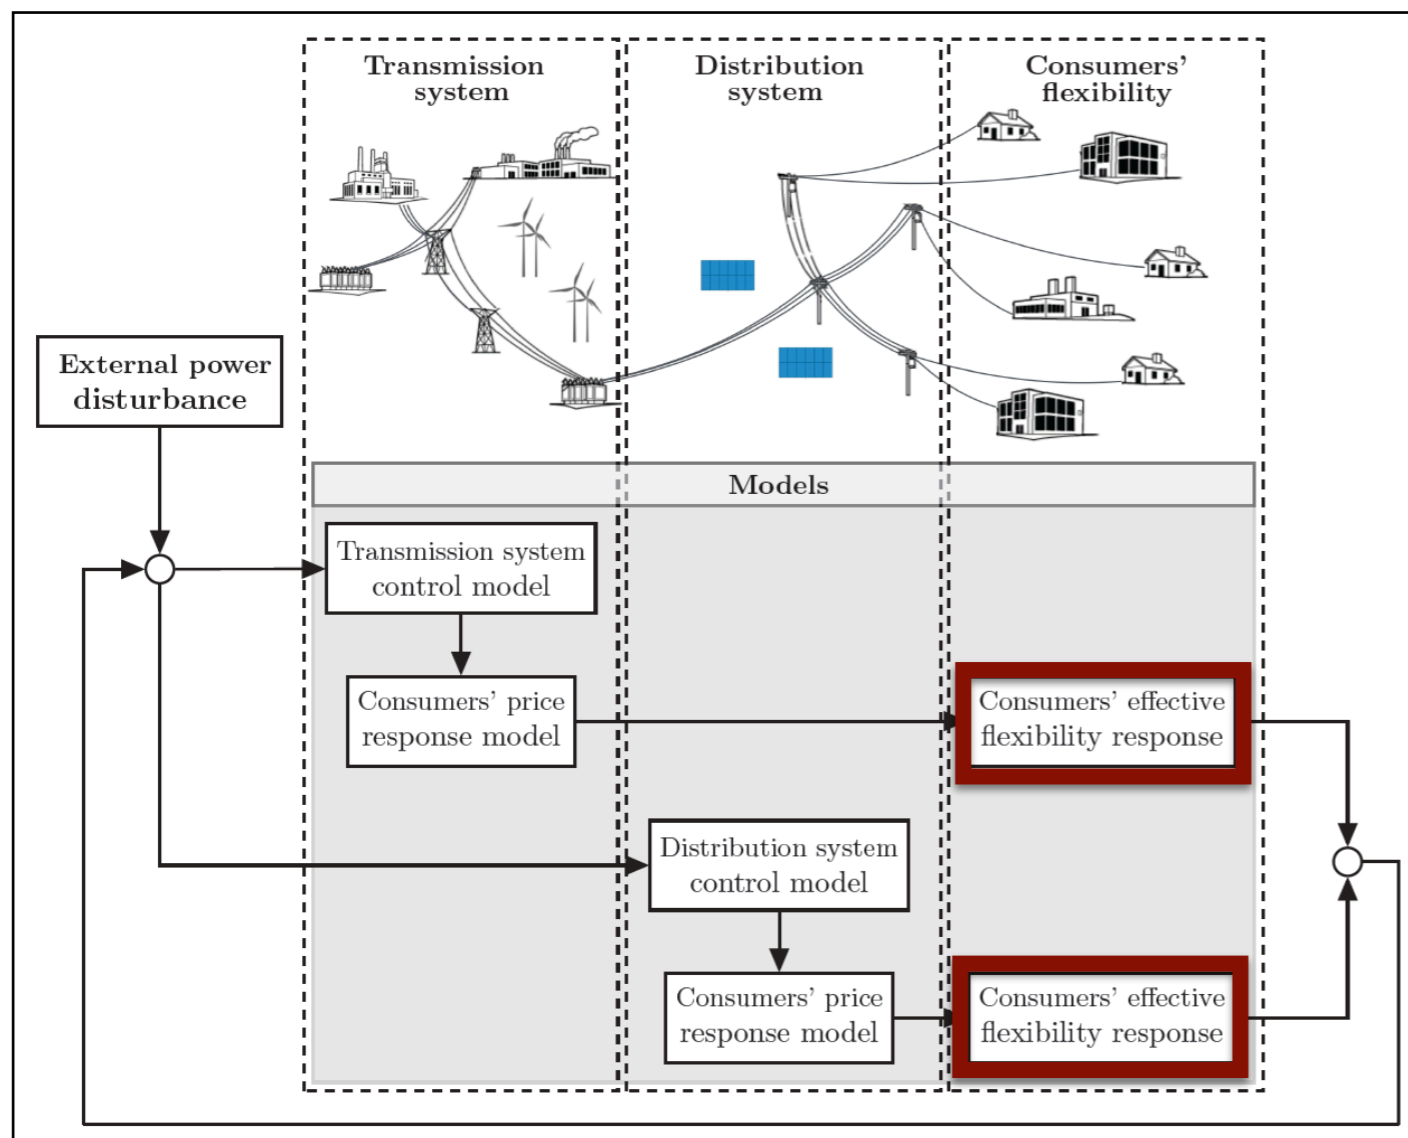 Transmission
system
Distribution
system
Consumers'
flexibility
External power
disturbance
Models
Transmission system
control model
Consumers' price
response model
Consumers' effective
flexibility response
Distribution system
control model
Consumers' price
response model
Consumers' effective
flexibility response